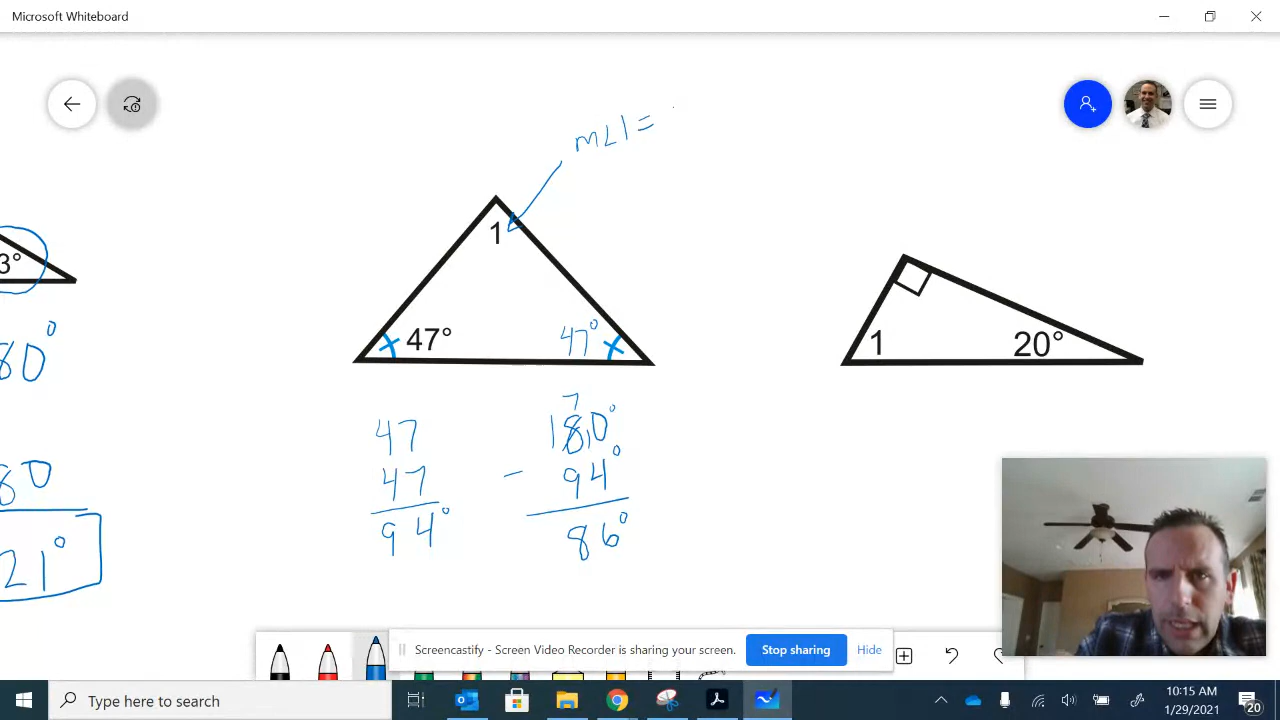 Microsoft Whiteboard
m∠1=
1
3°
47°
47°
1
20°
80°
47
47
94°
7
180°
- 94°
86°
80
21°
Screencastify - Screen Video Recorder is sharing your screen.
Stop sharing
Hide
Type here to search
10:15 AM
1/29/2021
20